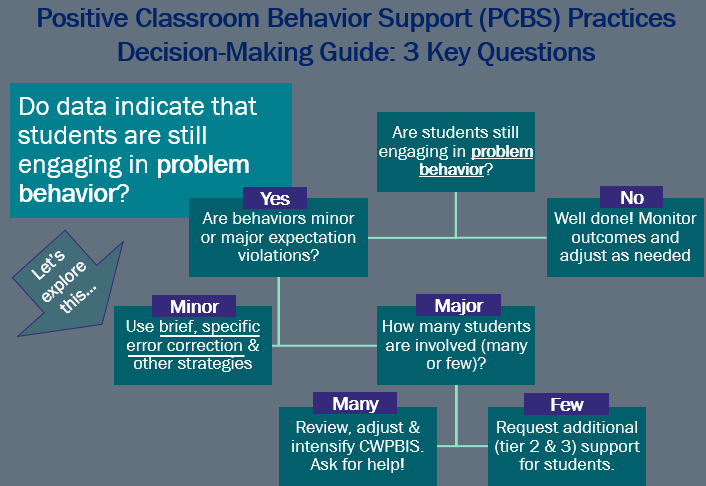 Positive Classroom Behavior Support (PCBS) Practices
Decision-Making Guide: 3 Key Questions
Do data indicate that
students are still
engaging in problem
behavior?
Are students still
engaging in problem
behavior?
Yes
Are behaviors minor
or major expectation
violations?
No
Well done! Monitor
outcomes and
adjust as needed
Let's
explore
this...
Minor
Use brief, specific
error correction &
other strategies
Major
How many students
are involved (many
or few)?
Many
Review, adjust &
intensify CWPBIS.
Ask for help!
Few
Request additional
(tier 2 & 3) support
for students.